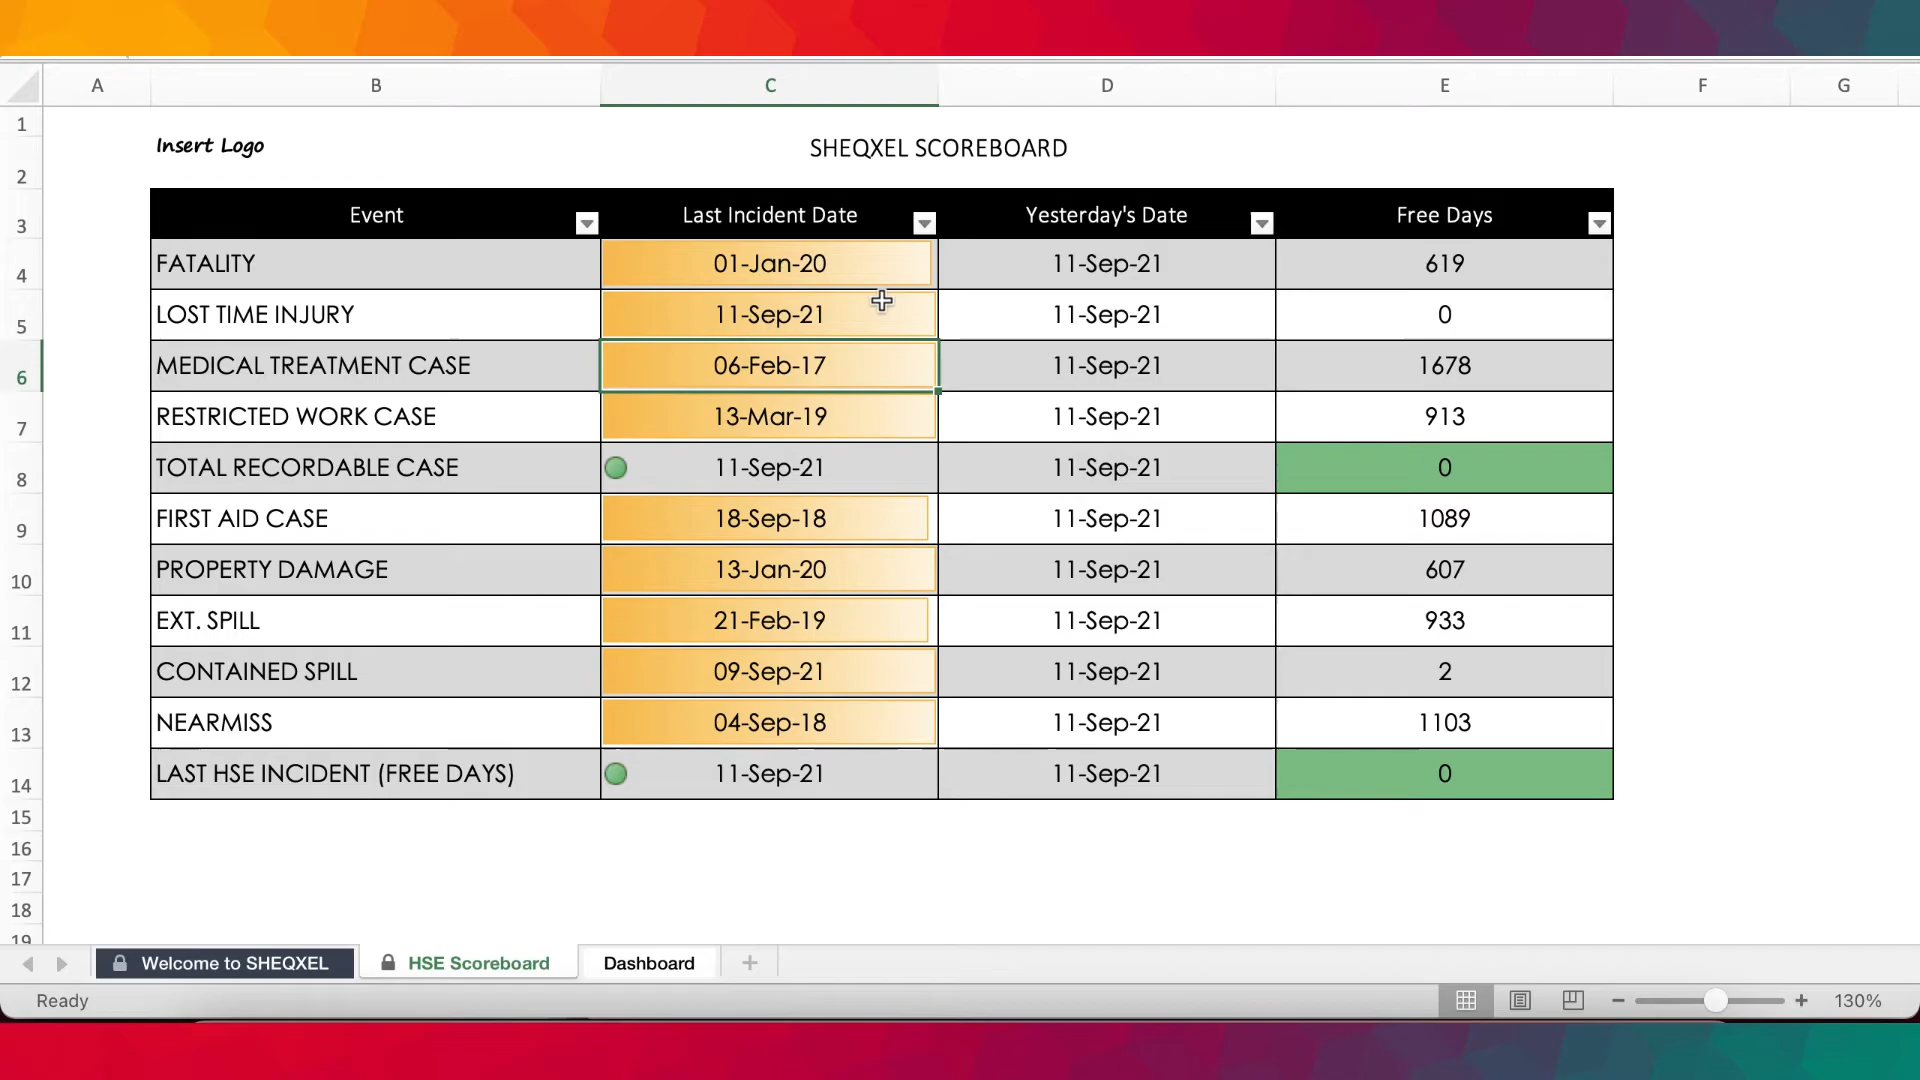 A B C D E F G
1
Insert Logo SHEQXEL SCOREBOARD
2
3 Event Last Incident Date Yesterday's Date Free Days
4 FATALITY 01-Jan-20 11-Sep-21 619
5 LOST TIME INJURY 11-Sep-21 11-Sep-21 0
6 MEDICAL TREATMENT CASE 06-Feb-17 11-Sep-21 1678
7 RESTRICTED WORK CASE 13-Mar-19 11-Sep-21 913
8 TOTAL RECORDABLE CASE 11-Sep-21 11-Sep-21 0
9 FIRST AID CASE 18-Sep-18 11-Sep-21 1089
10 PROPERTY DAMAGE 13-Jan-20 11-Sep-21 607
11 EXT. SPILL 21-Feb-19 11-Sep-21 933
12 CONTAINED SPILL 09-Sep-21 11-Sep-21 2
13 NEARMISS 04-Sep-18 11-Sep-21 1103
14 LAST HSE INCIDENT (FREE DAYS) 11-Sep-21 11-Sep-21 0
15
16
17
18
19
Welcome to SHEQXEL HSE Scoreboard Dashboard
Ready 130%